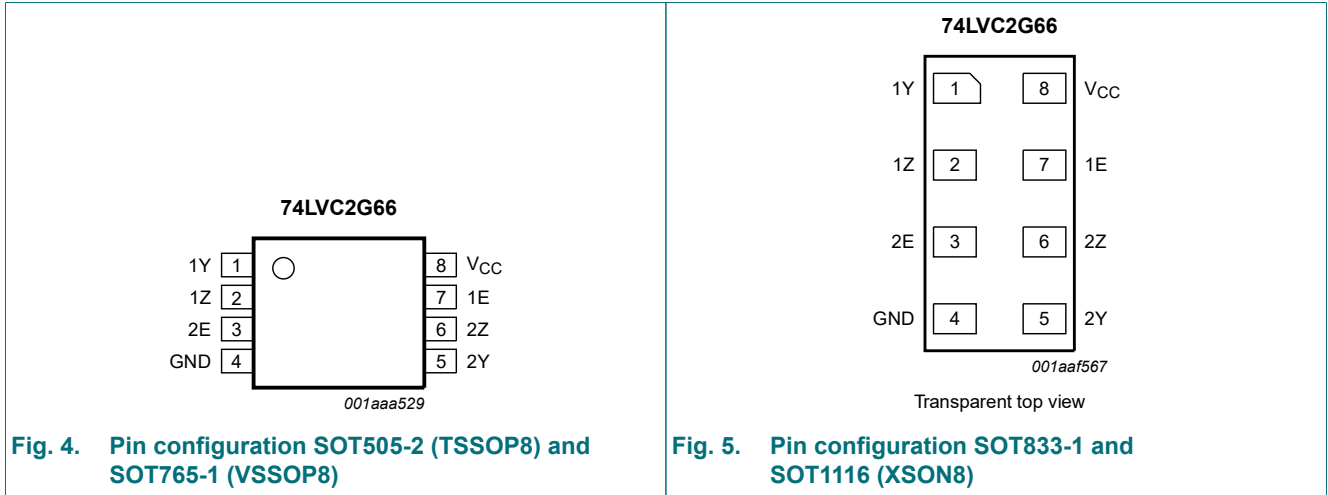 74LVC2G66
1Y 1 8 VCC
1Z 2 7 1E
2E 3 6 2Z
GND 4 5 2Y
001aaa529
Fig. 4. Pin configuration SOT505-2 (TSSOP8) and
SOT765-1 (VSSOP8)
74LVC2G66
1Y 1 8 VCC
1Z 2 7 1E
2E 3 6 2Z
GND 4 5 2Y
001aaf567
Transparent top view
Fig. 5. Pin configuration SOT833-1 and
SOT1116 (XSON8)